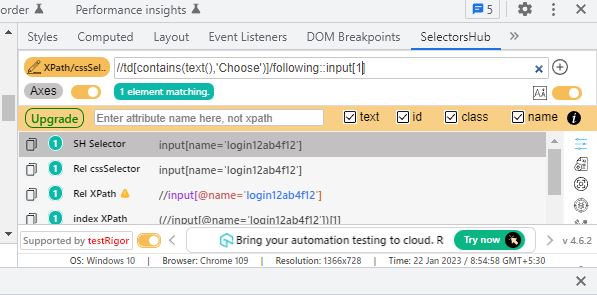 order Performance insights 5
Styles Computed Layout Event Listeners DOM Breakpoints SelectorsHub
XPath/cssSel.. //td[contains(text(),'Choose')]/following::input[1]
Axes 1 element matching.
Upgrade Enter attribute name here, not xpath text id class name i
1 SH Selector input[name='login12ab4f12']
1 Rel cssSelector input[name='login12ab4f12']
1 Rel XPath //input[@name='login12ab4f12']
1 index XPath (//input[@name='login12ab4f12'])[1]
Supported by testRigor Bring your automation testing to cloud. R Try now v 4.6.2
OS: Windows 10 | Browser: Chrome 109 | Resolution: 1366x728 | Time: 22 Jan 2023 / 8:54:58 GMT+5:30